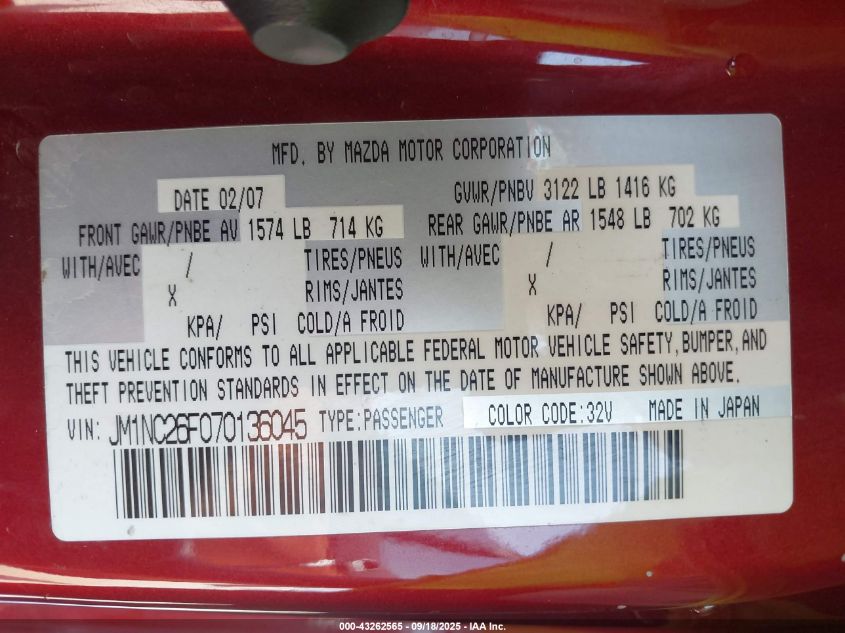 MFD. BY MAZDA MOTOR CORPORATION
DATE 02/07 GVWR/PNBV 3122 LB 1416 KG
FRONT GAWR/PNBE AV 1574 LB 714 KG REAR GAWR/PNBE AR 1548 LB 702 KG
WITH/AVEC / TIRES/PNEUS WITH/AVEC / TIRES/PNEUS
X RIMS/JANTES X RIMS/JANTES
KPA/ PSI COLD/A FROID KPA/ PSI COLD/A FROID
THIS VEHICLE CONFORMS TO ALL APPLICABLE FEDERAL MOTOR VEHICLE SAFETY,BUMPER,AND
THEFT PREVENTION STANDARDS IN EFFECT ON THE DATE OF MANUFACTURE SHOWN ABOVE.
VIN: JM1NC26F070136045 TYPE:PASSENGER COLOR CODE:32V MADE IN JAPAN
000-43262565 - 09/18/2025 - IAA Inc.